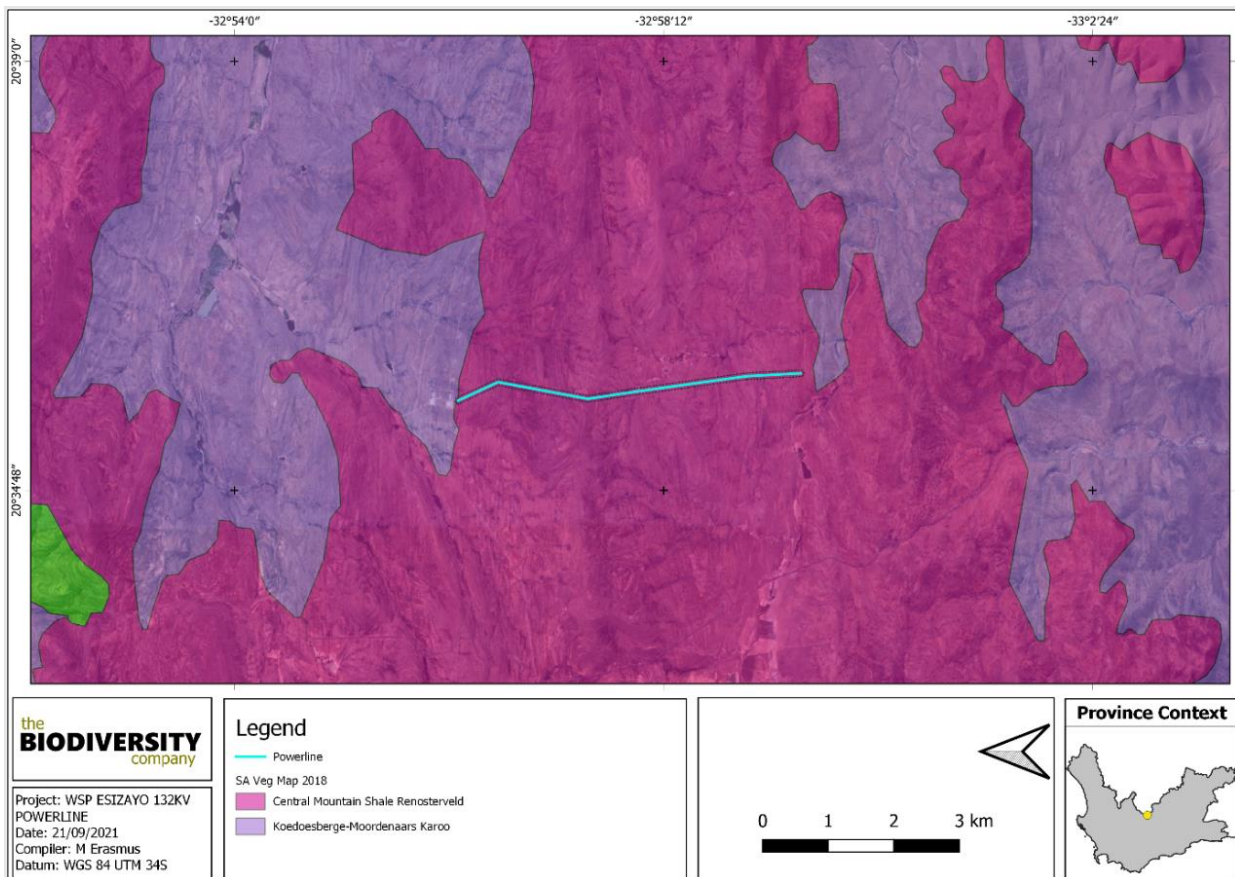 -32°54'0"
-32°58'12"
-33°2'24"
20°39'0"
20°34'48"
the
BIODIVERSITY
company
Project: WSP ESIZAYO 132KV
POWERLINE
Date: 21/09/2021
Compiler: M Erasmus
Datum: WGS 84 UTM 34S
Legend
Powerline
SA Veg Map 2018
Central Mountain Shale Renosterveld
Koedoesberge-Moordenaars Karoo
0 1 2 3 km
Province Context